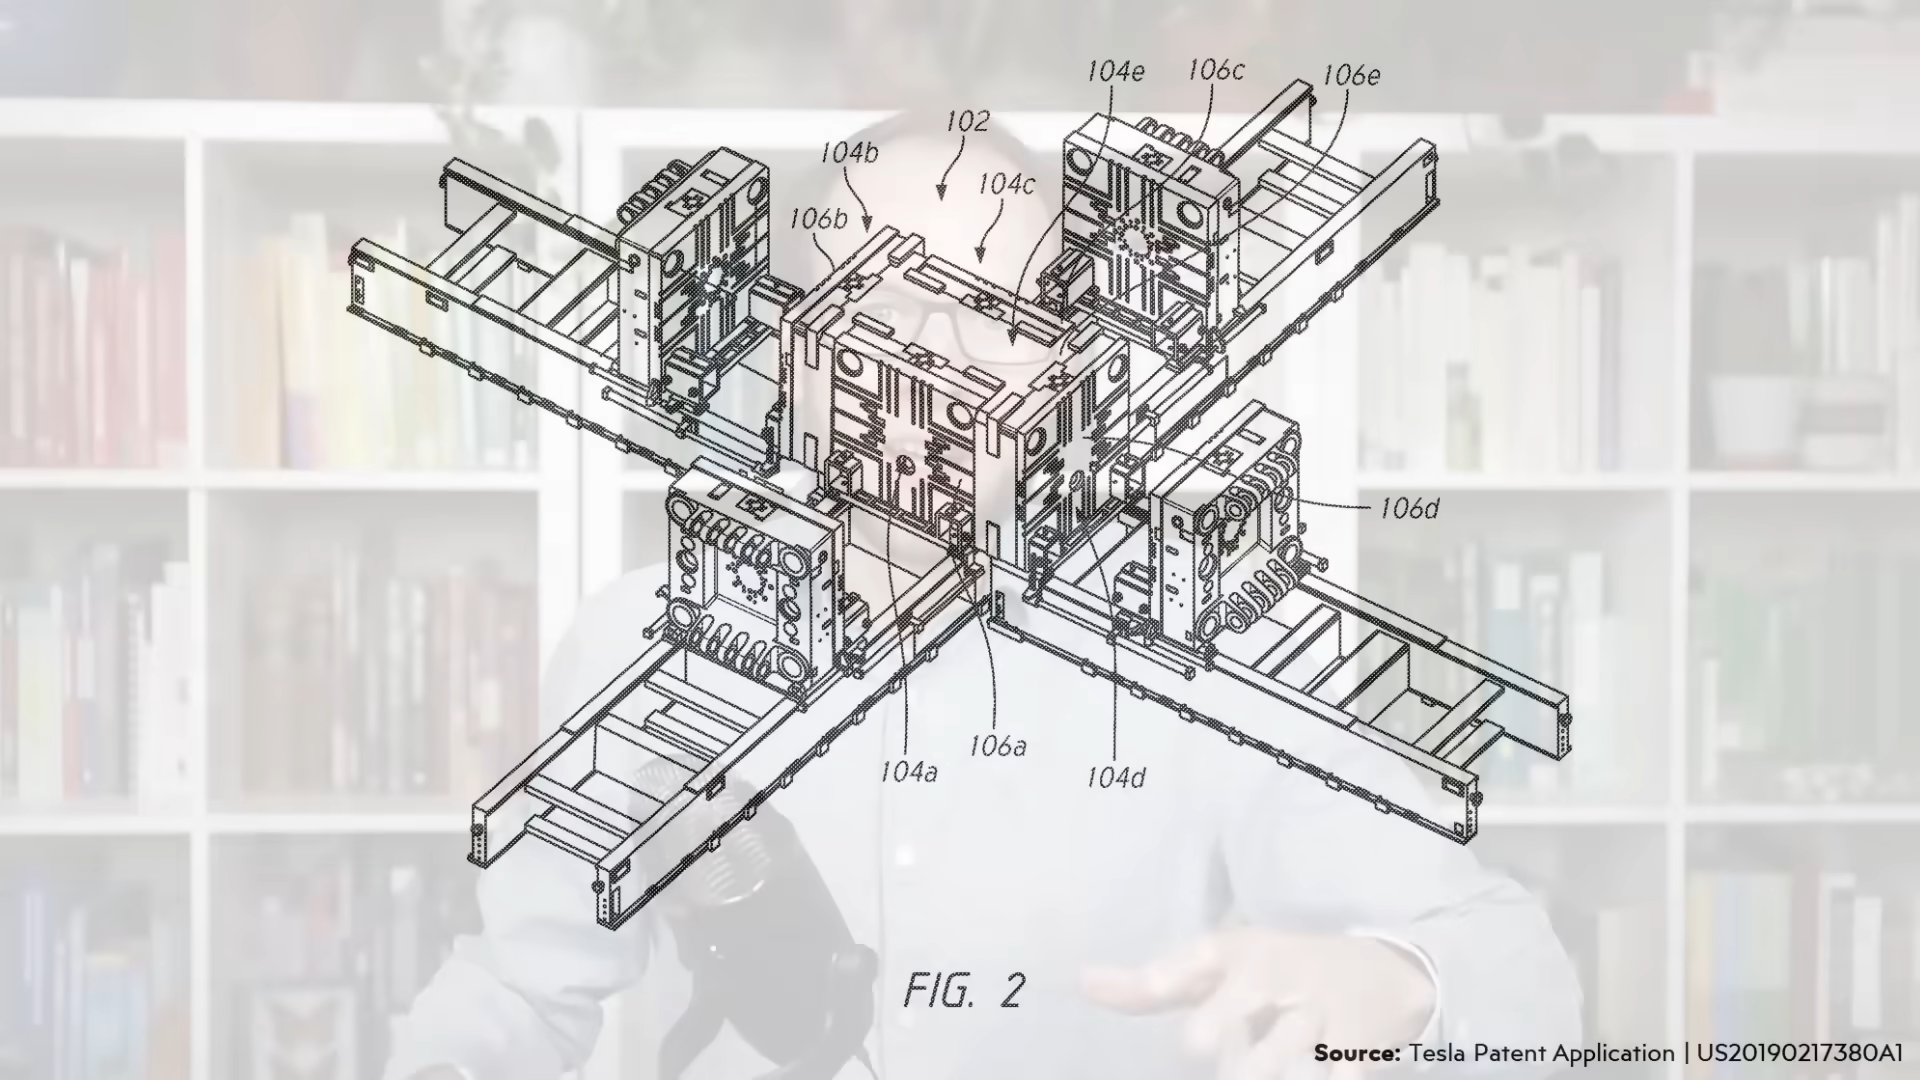 104e
106c
106e
102
104b
104c
106b
106d
106a
104a
104d
FIG. 2
Source: Tesla Patent Application | US20190217380A1